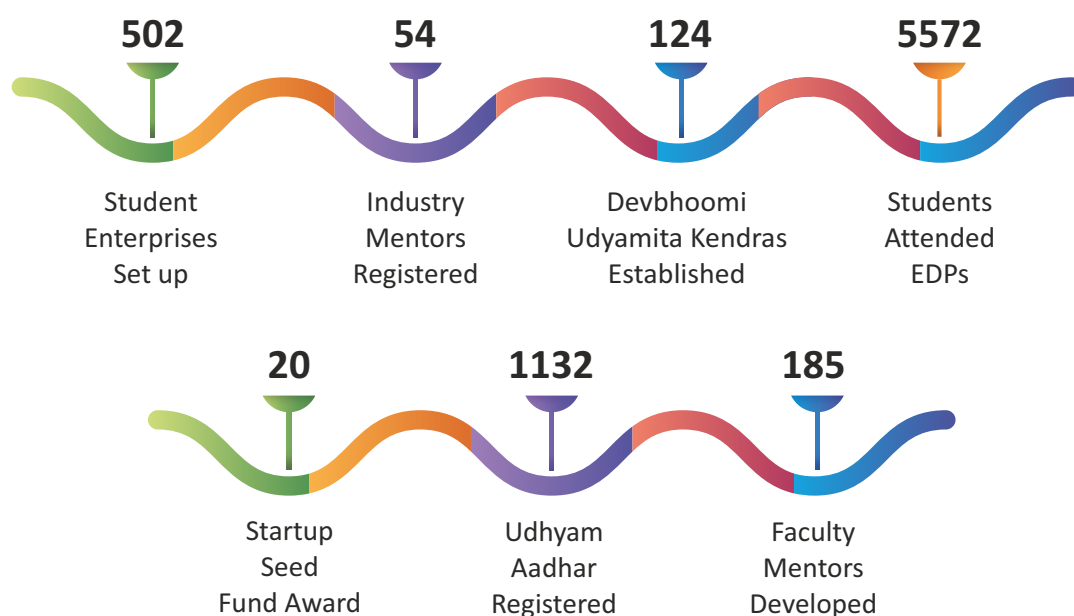 502
54
124
5572
Student
Enterprises
Set up
Industry
Mentors
Registered
Devbhoomi
Udyamita Kendras
Established
Students
Attended
EDPs
20
1132
185
Startup
Seed
Fund Award
Udhyam
Aadhar
Registered
Faculty
Mentors
Developed